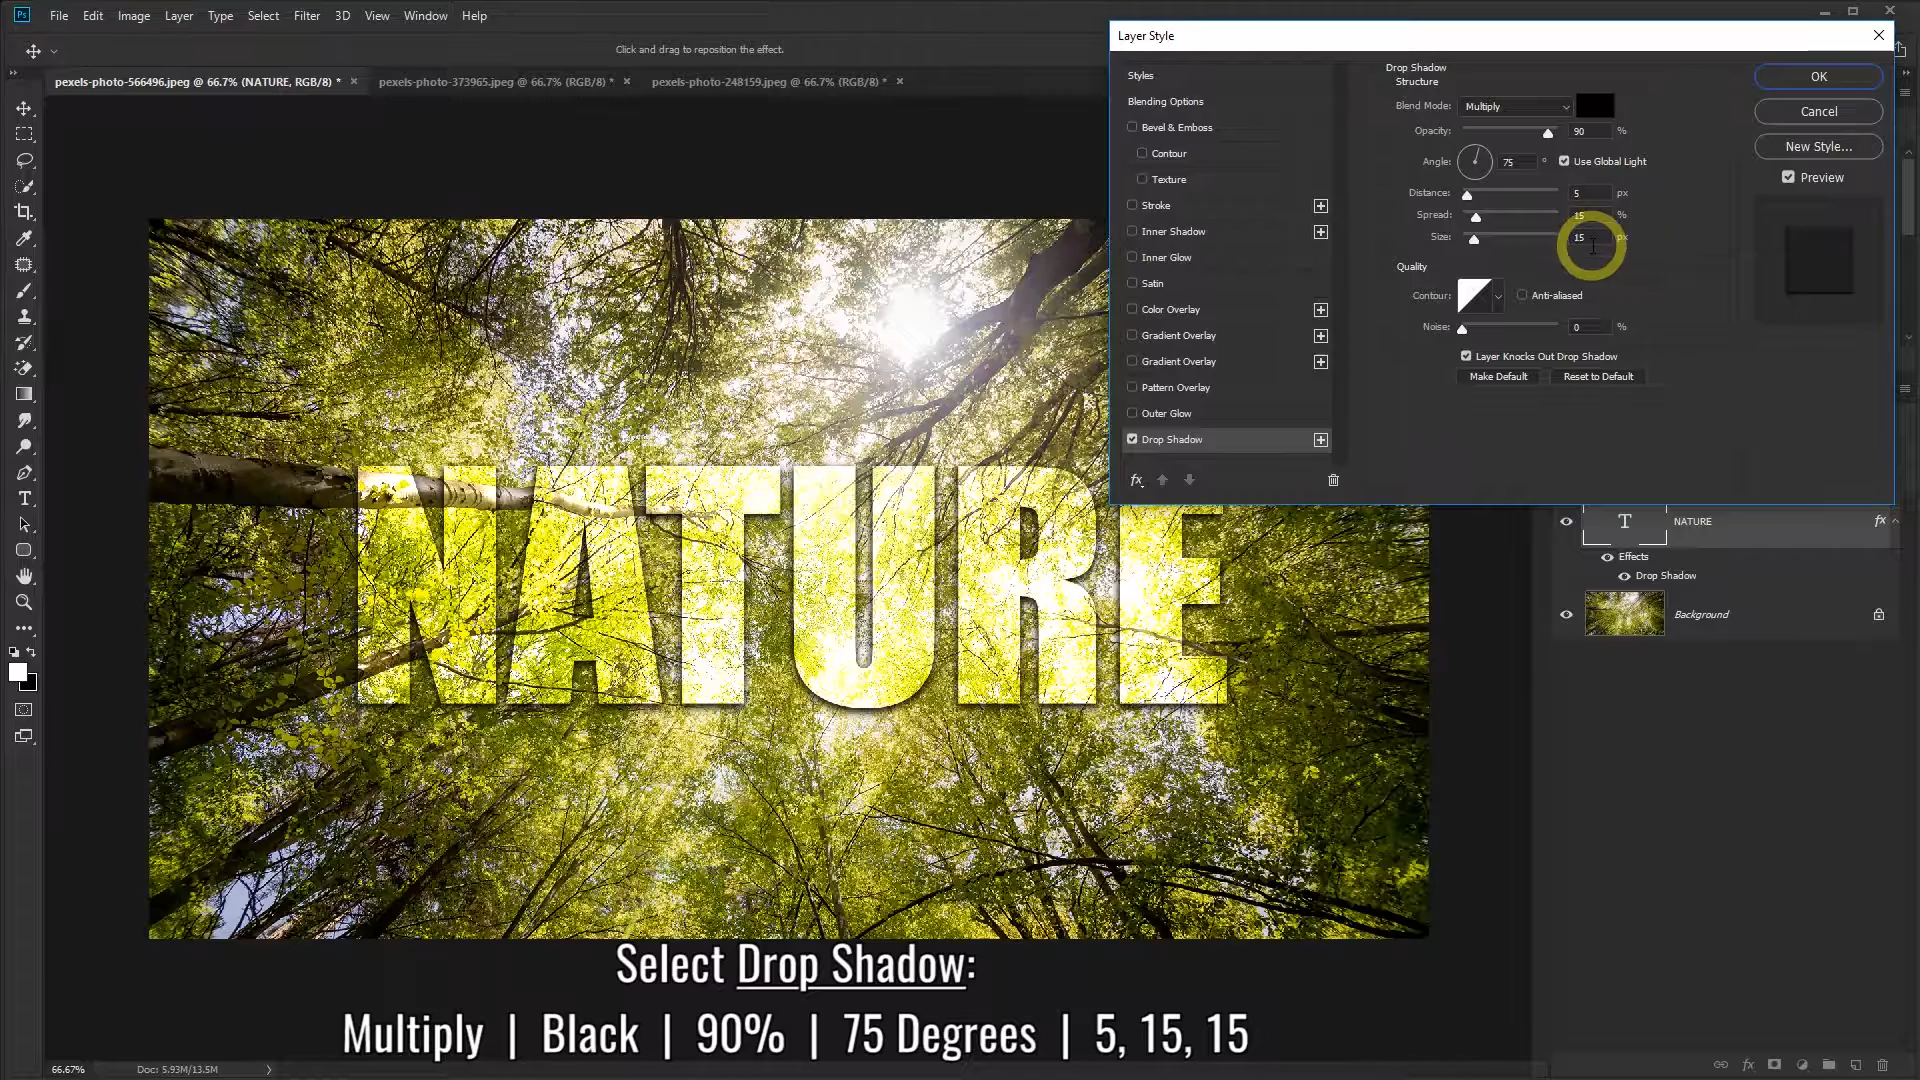 Ps File Edit Image Layer Type Select Filter 3D View Window Help
Click and drag to reposition the effect.
pexels-photo-566496.jpeg @ 66.7% (NATURE, RGB/8) * × pexels-photo-373965.jpeg @ 66.7% (RGB/8) * × pexels-photo-248159.jpeg @ 66.7% (RGB/8) * ×
Layer Style
Styles
Blending Options
Bevel & Emboss
Contour
Texture
Stroke
Inner Shadow
Inner Glow
Satin
Color Overlay
Gradient Overlay
Gradient Overlay
Pattern Overlay
Outer Glow
Drop Shadow
fx
Drop Shadow
Structure
Blend Mode: Multiply
Opacity: 90 %
Angle: 75 ° Use Global Light
Distance: 5 px
Spread: 15 %
Size: 15 px
Quality
Contour: Anti-aliased
Noise: 0 %
Layer Knocks Out Drop Shadow
Make Default Reset to Default
OK
Cancel
New Style...
Preview
NATURE
T NATURE fx
Effects
Drop Shadow
Background
Select Drop Shadow:
Multiply | Black | 90% | 75 Degrees | 5, 15, 15
66.67% Doc: 5.93M/13.5M
fx